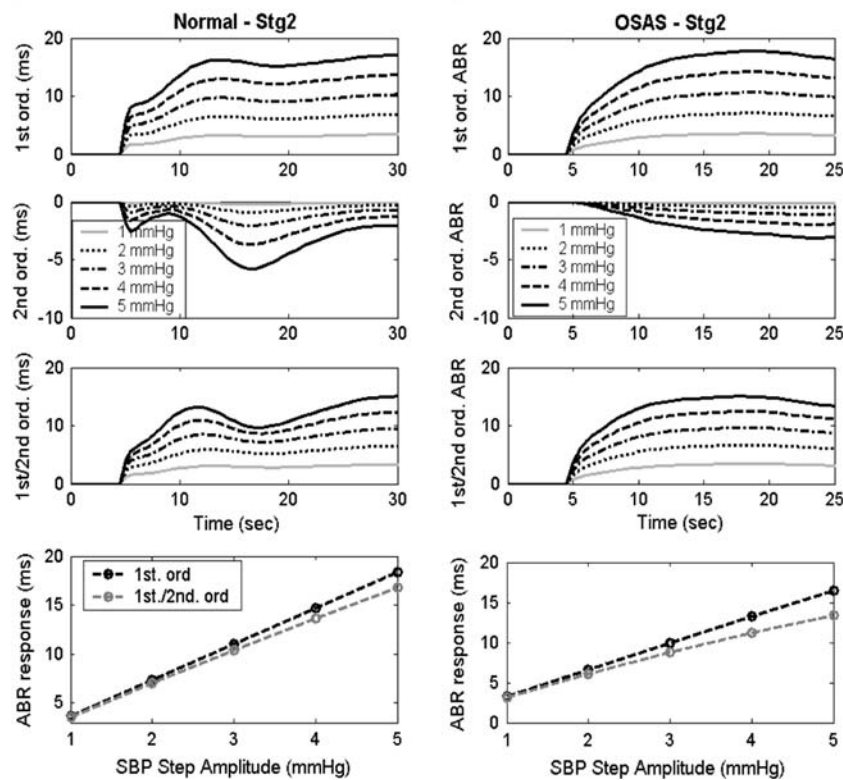 Normal - Stg2
OSAS - Stg2
1st ord. (ms)
20
10
0
0 10 20 30
1st ord. ABR
20
10
0
0 5 10 15 20 25
2nd ord. (ms)
0
-5
-10
1 mmHg
2 mmHg
3 mmHg
4 mmHg
5 mmHg
0 10 20 30
2nd ord. ABR
0
-5
-10
1 mmHg
2 mmHg
3 mmHg
4 mmHg
5 mmHg
0 5 10 15 20 25
1st/2nd ord. (ms)
20
10
0
0 10 20 30
Time (sec)
1st/2nd ord. ABR
20
10
0
0 5 10 15 20 25
Time (sec)
ABR response (ms)
20
15
10
5
1st. ord
1st./2nd. ord
1 2 3 4 5
SBP Step Amplitude (mmHg)
ABR response (ms)
20
15
10
5
0
1 2 3 4 5
SBP Step Amplitude (mmHg)